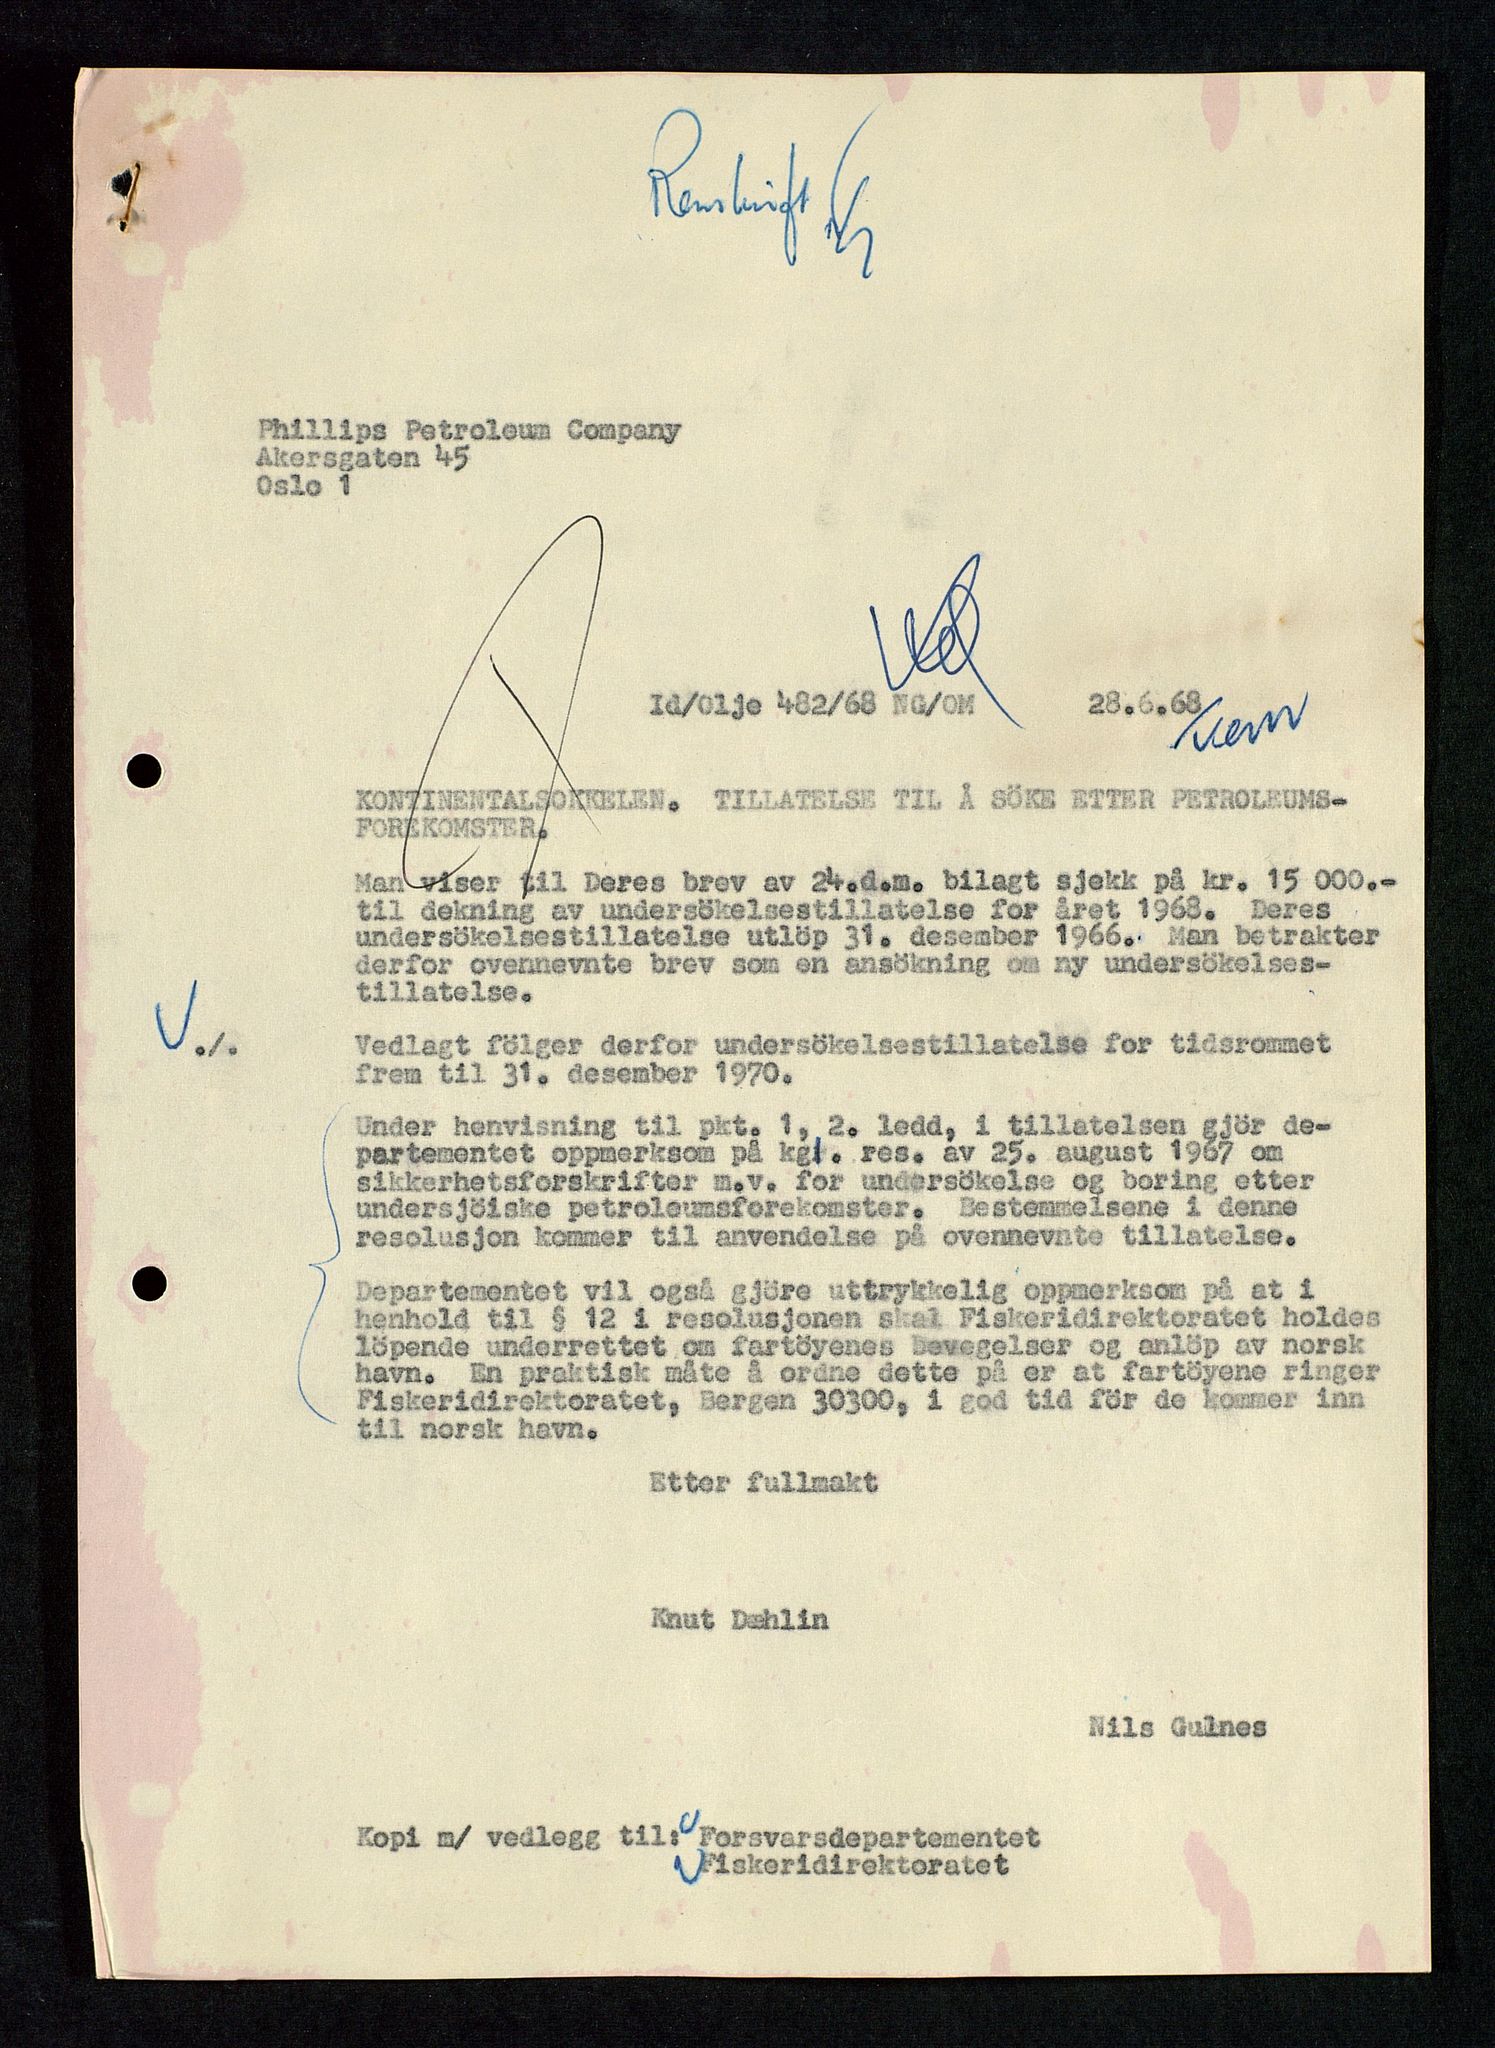 Renskrift
Phillips Petroleum Company
Akersgaten 45
Oslo 1
Id/Olje 482/68 NG/OM 28.6.68
KONTINENTALSOKKELEN. TILLATELSE TIL Å SÖKE ETTER PETROLEUMS-
FOREKOMSTER.
Man viser til Deres brev av 24.d.m. bilagt sjekk på kr. 15 000.-
til dekning av undersökelsestillatelse for året 1968. Deres
undersökelsestillatelse utlöp 31. desember 1966. Man betrakter
derfor ovennevnte brev som en ansökning om ny undersökelses-
tillatelse.
./. Vedlagt fölger derfor undersökelsestillatelse for tidsrommet
frem til 31. desember 1970.
Under henvisning til pkt. 1, 2. ledd, i tillatelsen gjör de-
partementet oppmerksom på kgl. res. av 25. august 1967 om
sikkerhetsforskrifter m.v. for undersökelse og boring etter
undersjöiske petroleumsforekomster. Bestemmelsene i denne
resolusjon kommer til anvendelse på ovennevnte tillatelse.
Departementet vil også gjöre uttrykkelig oppmerksom på at i
henhold til § 12 i resolusjonen skal Fiskeridirektoratet holdes
löpende underrettet om fartöyenes bevegelser og anlöp av norsk
havn. En praktisk måte å ordne dette på er at fartöyene ringer
Fiskeridirektoratet, Bergen 30300, i god tid för de kommer inn
til norsk havn.
Etter fullmakt
Knut Dæhlin
Nils Gulnes
Kopi m/ vedlegg til: Forsvarsdepartementet
Fiskeridirektoratet